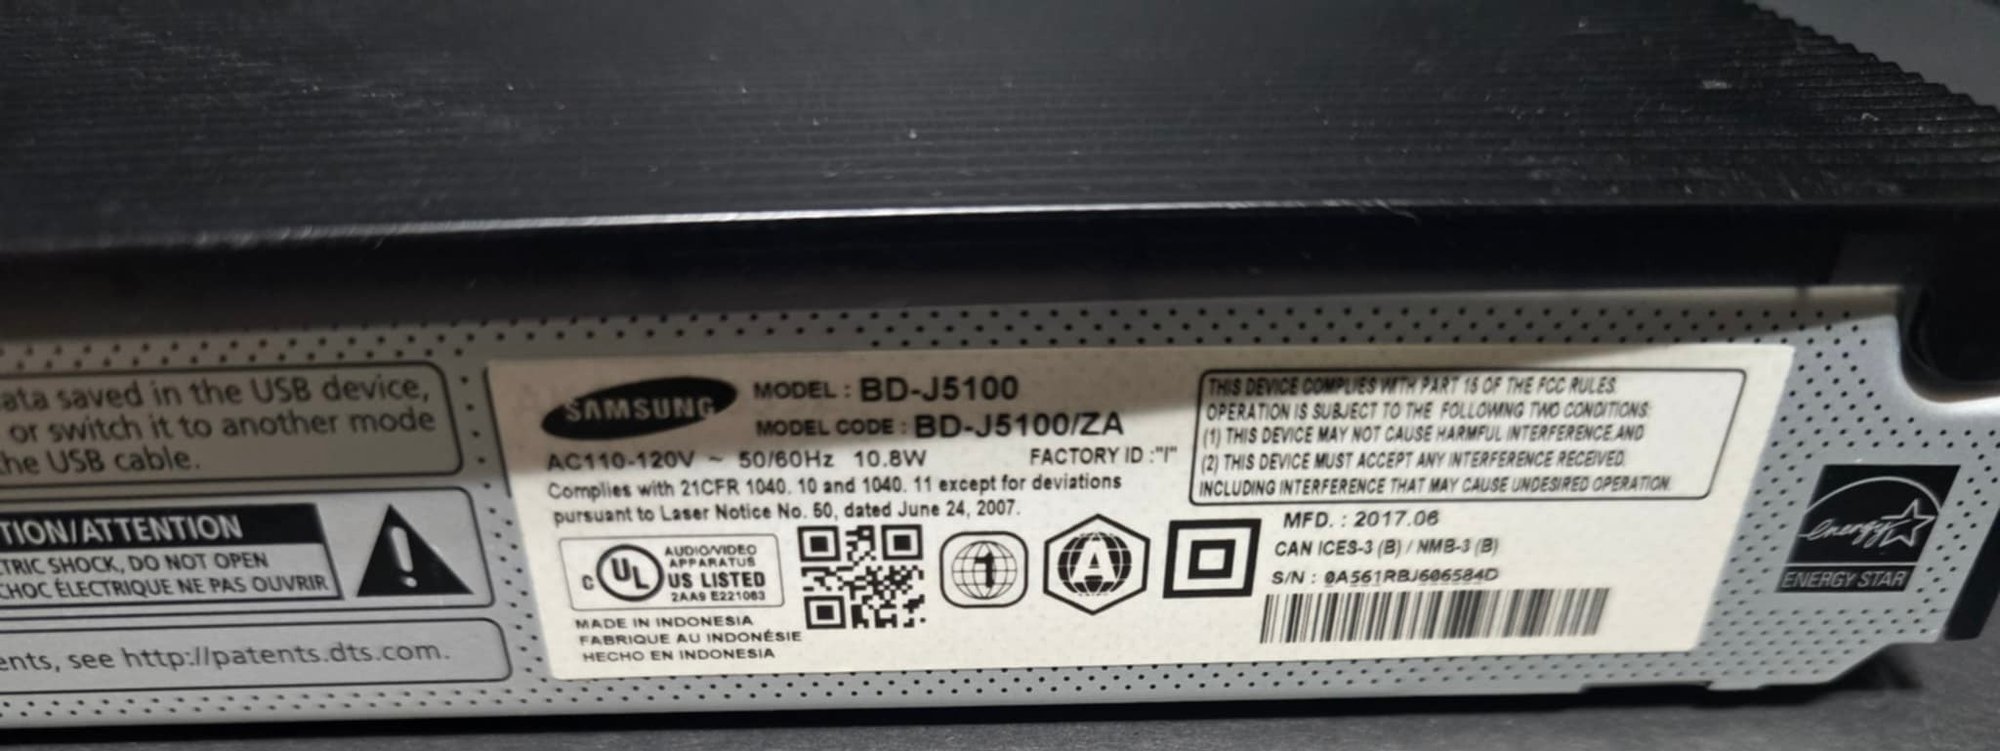 ata saved in the USB device,
or switch it to another mode
he USB cable.
TION/ATTENTION
TRIC SHOCK, DO NOT OPEN
CHOC ÉLECTRIQUE NE PAS OUVRIR
ents, see http://patents.dts.com.
SAMSUNG
MODEL : BD-J5100
MODEL CODE : BD-J5100/ZA
AC110-120V ~ 50/60Hz 10.8W
FACTORY ID :"I"
Complies with 21CFR 1040. 10 and 1040. 11 except for deviations
pursuant to Laser Notice No. 50, dated June 24, 2007.
C UL
AUDIO/VIDEO
APPARATUS
US LISTED
2AA9 E221063
MADE IN INDONESIA
FABRIQUE AU INDONÉSIE
HECHO EN INDONESIA
1
A
THIS DEVICE COMPLIES WITH PART 15 OF THE FCC RULES.
OPERATION IS SUBJECT TO THE FOLLOWING TWO CONDITIONS:
(1) THIS DEVICE MAY NOT CAUSE HARMFUL INTERFERENCE,AND
(2) THIS DEVICE MUST ACCEPT ANY INTERFERENCE RECEIVED.
INCLUDING INTERFERENCE THAT MAY CAUSE UNDESIRED OPERATION.
MFD. : 2017.06
CAN ICES-3 (B) / NMB-3 (B)
S/N : 0A561RBJ606584D
energy
ENERGY STAR